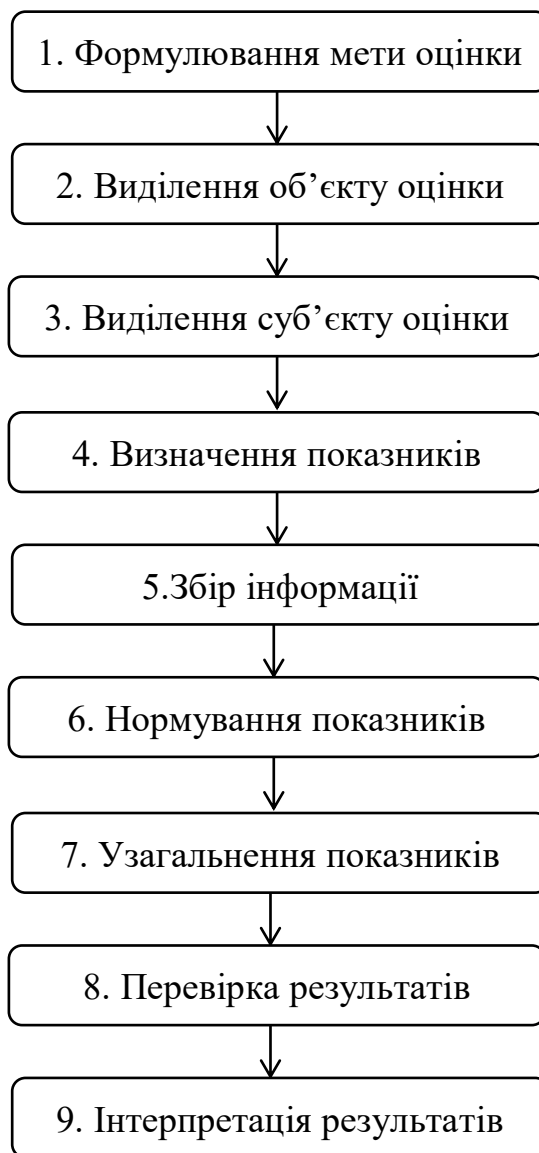 1. Формулювання мети оцінки
2. Виділення об’єкту оцінки
3. Виділення суб’єкту оцінки
4. Визначення показників
5.Збір інформації
6. Нормування показників
7. Узагальнення показників
8. Перевірка результатів
9. Інтерпретація результатів